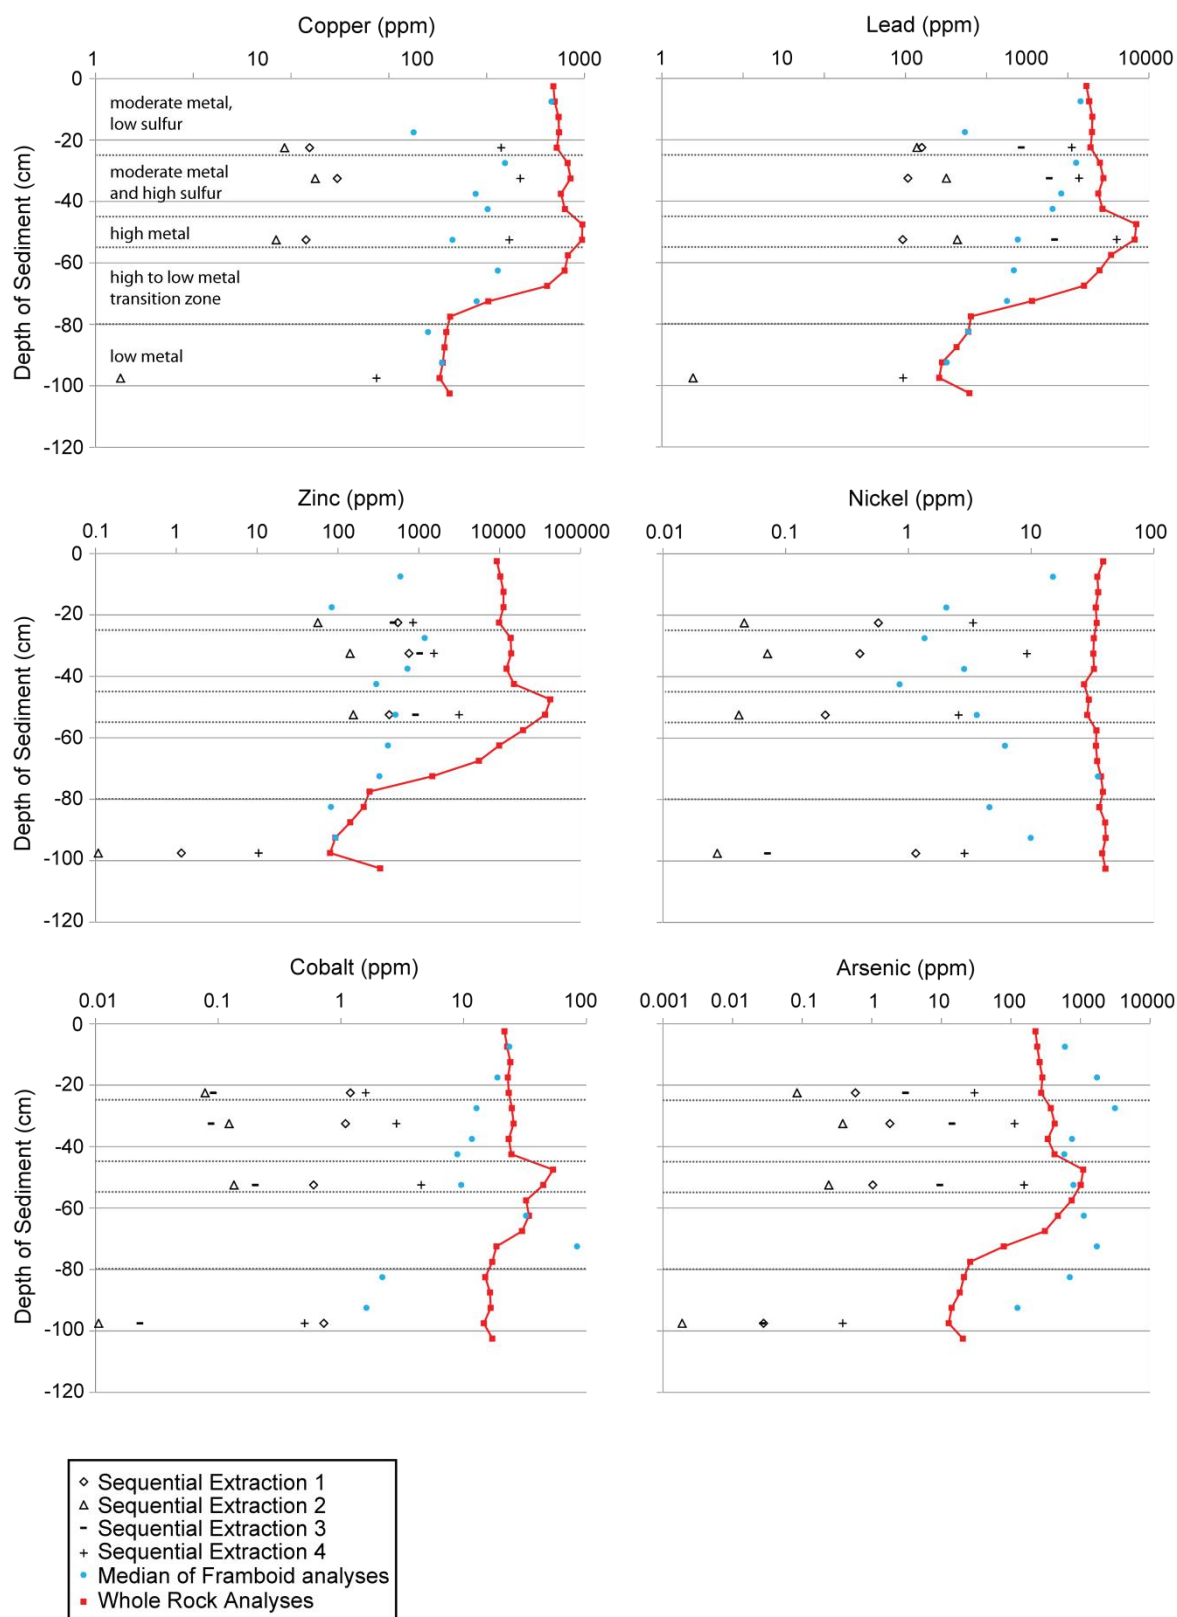 Copper (ppm)
1 10 100 1000
Depth of Sediment (cm)
0
-20
-40
-60
-80
-100
-120
moderate metal,
low sulfur
moderate metal
and high sulfur
high metal
high to low metal
transition zone
low metal
Lead (ppm)
1 100 1000 10000
Zinc (ppm)
0.1 1 10 100 1000 10000 100000
Depth of Sediment (cm)
0
-20
-40
-60
-80
-100
-120
Nickel (ppm)
0.01 0.1 1 10 100
Cobalt (ppm)
0.01 0.1 1 10 100
Depth of Sediment (cm)
0
-20
-40
-60
-80
-100
-120
Arsenic (ppm)
0.001 0.01 0.1 1 10 100 1000 10000
Sequential Extraction 1
Sequential Extraction 2
Sequential Extraction 3
Sequential Extraction 4
Median of Framboid analyses
Whole Rock Analyses